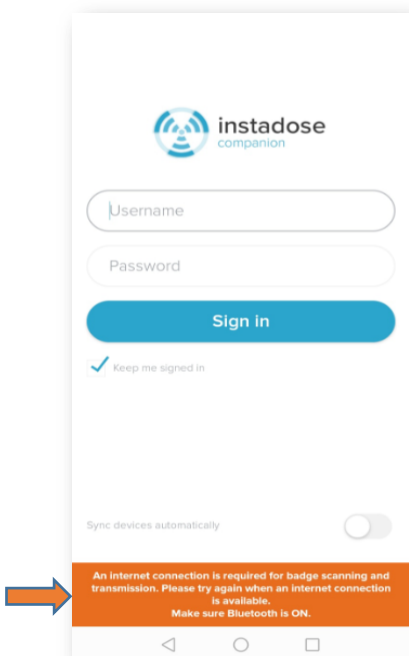 instadose
companion
Username
Password
Sign in
Keep me signed in
Sync devices automatically
An internet connection is required for badge scanning and
transmission. Please try again when an internet connection
is available.
Make sure Bluetooth is ON.